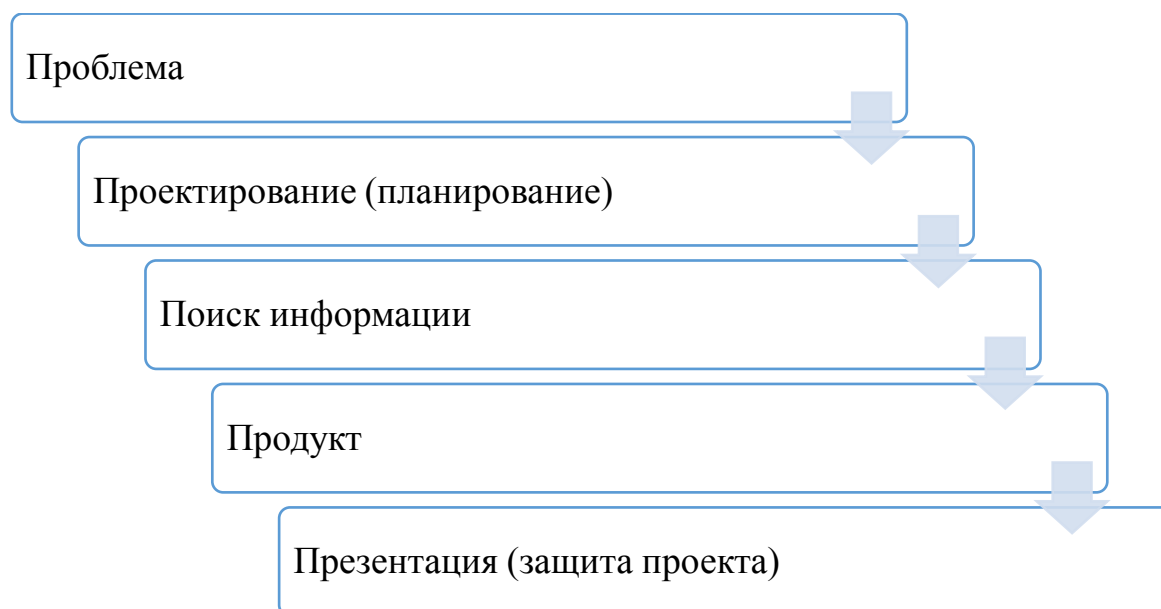 Проблема
Проектирование (планирование)
Поиск информации
Продукт
Презентация (защита проекта)